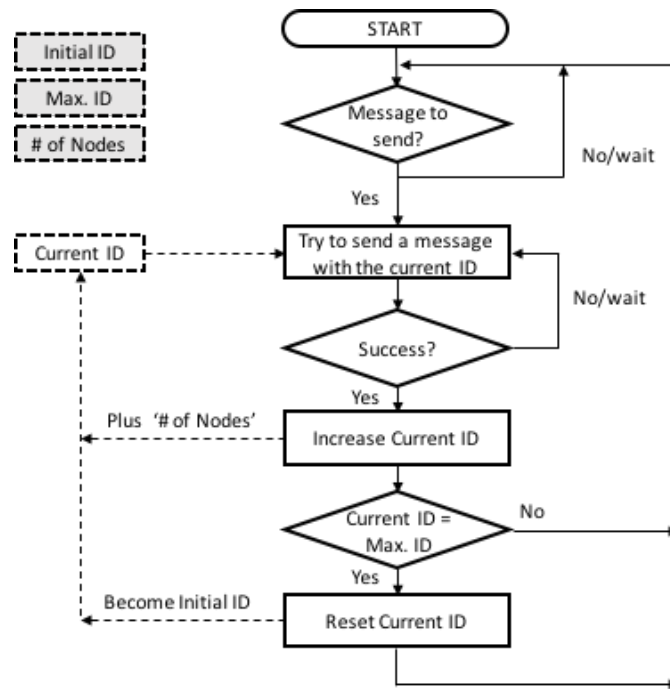 START
Initial ID
Max. ID
# of Nodes
Message to
send?
No/wait
Yes
Current ID
Try to send a message
with the current ID
No/wait
Success?
Yes
Plus '# of Nodes'
Increase Current ID
Current ID =
Max. ID
No
Yes
Become Initial ID
Reset Current ID